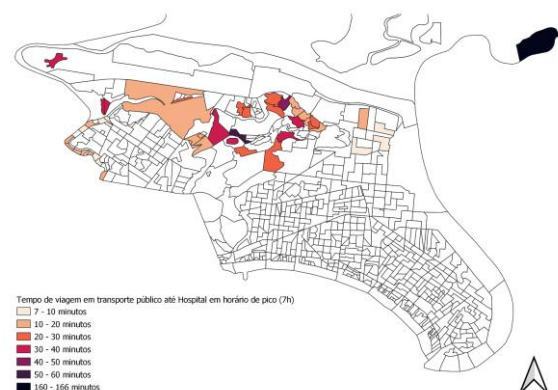 Tempo de viagem em transporte público até Hospital em horário de pico (7h)
7 - 10 minutos
10 - 20 minutos
20 - 30 minutos
30 - 40 minutos
40 - 50 minutos
50 - 60 minutos
160 - 166 minutos